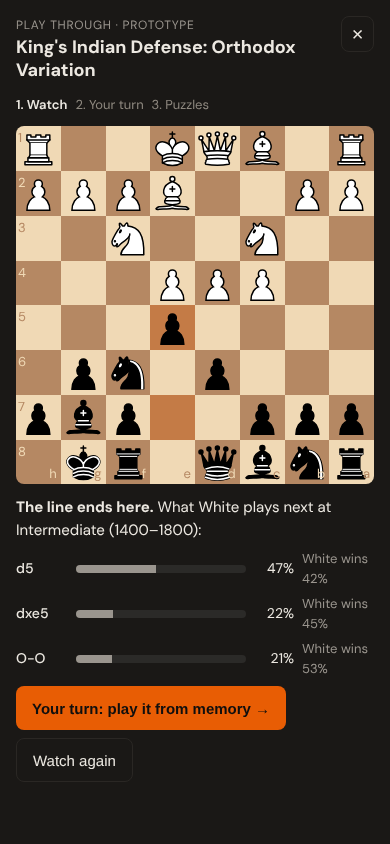 PLAY THROUGH · PROTOTYPE
King's Indian Defense: Orthodox
Variation
✕
1. Watch 2. Your turn 3. Puzzles
1
2
3
4
5
6
7
8
h g f e d c b a
The line ends here. What White plays next at
Intermediate (1400–1800):
d5 47% White wins 42%
dxe5 22% White wins 45%
O-O 21% White wins 53%
Your turn: play it from memory →
Watch again